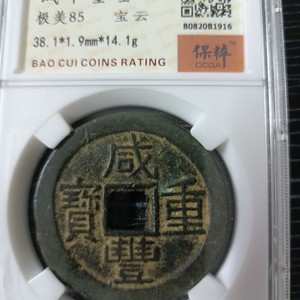 极美85 宝云
38.1*1.9mm*14.1g
BAO CUI COINS RATING
8082081916
保粹
CCGA
咸
豐
重
寶